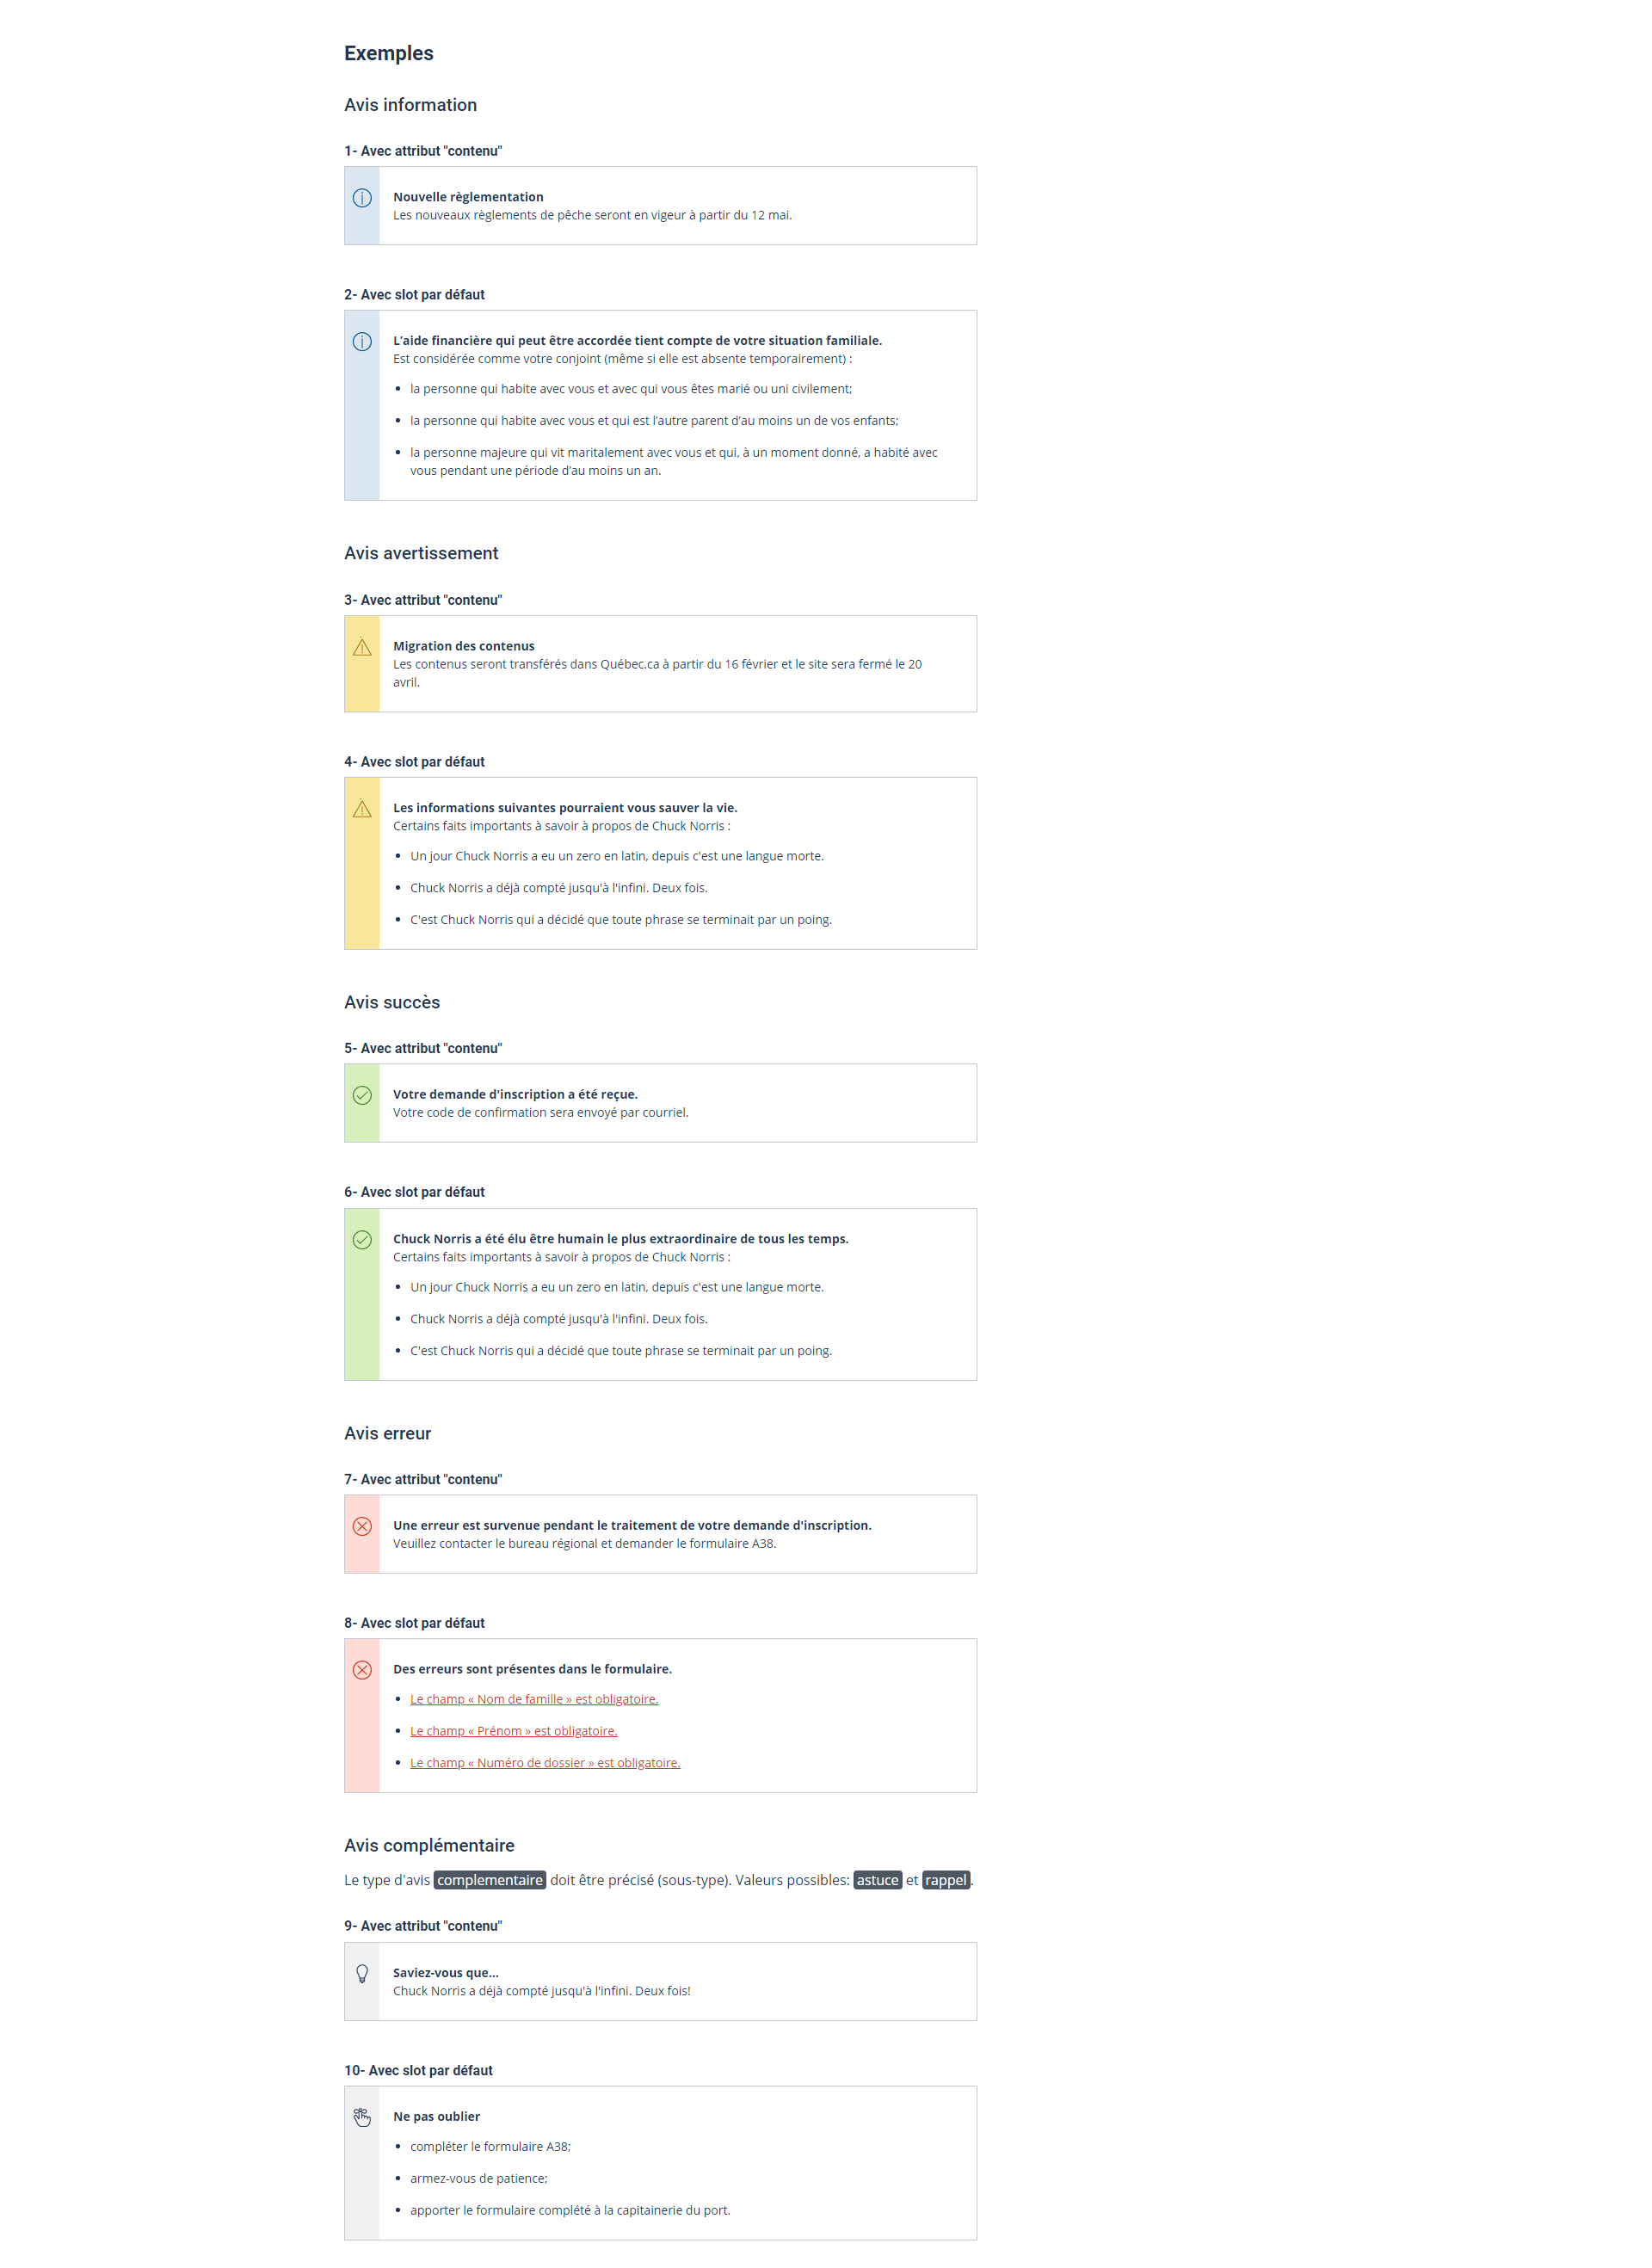 Exemples
Avis information
1- Avec attribut "contenu"
Nouvelle règlementation
Les nouveaux règlements de pêche seront en vigeur à partir du 12 mai.
2- Avec slot par défaut
L’aide financière qui peut être accordée tient compte de votre situation familiale.
Est considérée comme votre conjoint (même si elle est absente temporairement) :
• la personne qui habite avec vous et avec qui vous êtes marié ou uni civilement;
• la personne qui habite avec vous et qui est l’autre parent d’au moins un de vos enfants;
• la personne majeure qui vit maritalement avec vous et qui, à un moment donné, a habité avec
vous pendant une période d’au moins un an.
Avis avertissement
3- Avec attribut "contenu"
Migration des contenus
Les contenus seront transférés dans Québec.ca à partir du 16 février et le site sera fermé le 20
avril.
4- Avec slot par défaut
Les informations suivantes pourraient vous sauver la vie.
Certains faits importants à savoir à propos de Chuck Norris :
• Un jour Chuck Norris a eu un zero en latin, depuis c'est une langue morte.
• Chuck Norris a déjà compté jusqu'à l'infini. Deux fois.
• C'est Chuck Norris qui a décidé que toute phrase se terminait par un poing.
Avis succès
5- Avec attribut "contenu"
Votre demande d'inscription a été reçue.
Votre code de confirmation sera envoyé par courriel.
6- Avec slot par défaut
Chuck Norris a été élu être humain le plus extraordinaire de tous les temps.
Certains faits importants à savoir à propos de Chuck Norris :
• Un jour Chuck Norris a eu un zero en latin, depuis c'est une langue morte.
• Chuck Norris a déjà compté jusqu'à l'infini. Deux fois.
• C'est Chuck Norris qui a décidé que toute phrase se terminait par un poing.
Avis erreur
7- Avec attribut "contenu"
Une erreur est survenue pendant le traitement de votre demande d'inscription.
Veuillez contacter le bureau régional et demander le formulaire A38.
8- Avec slot par défaut
Des erreurs sont présentes dans le formulaire.
• Le champ « Nom de famille » est obligatoire.
• Le champ « Prénom » est obligatoire.
• Le champ « Numéro de dossier » est obligatoire.
Avis complémentaire
Le type d'avis complementaire doit être précisé (sous-type). Valeurs possibles: astuce et rappel.
9- Avec attribut "contenu"
Saviez-vous que...
Chuck Norris a déjà compté jusqu'à l'infini. Deux fois!
10- Avec slot par défaut
Ne pas oublier
• compléter le formulaire A38;
• armez-vous de patience;
• apporter le formulaire complété à la capitainerie du port.